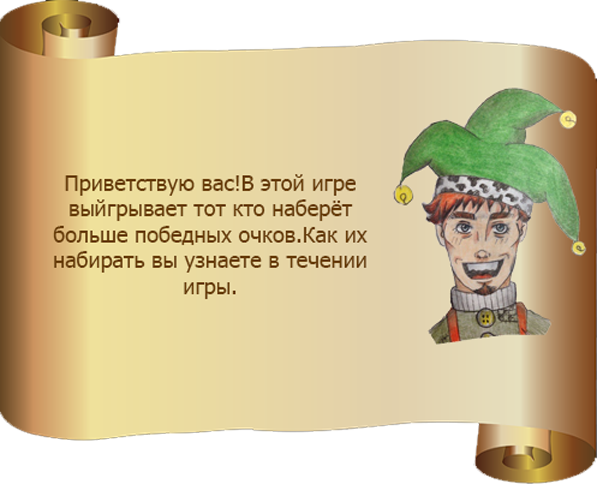 Приветствую вас!В этой игре
выйгрывает тот кто наберёт
больше победных очков.Как их
набирать вы узнаете в течении
игры.